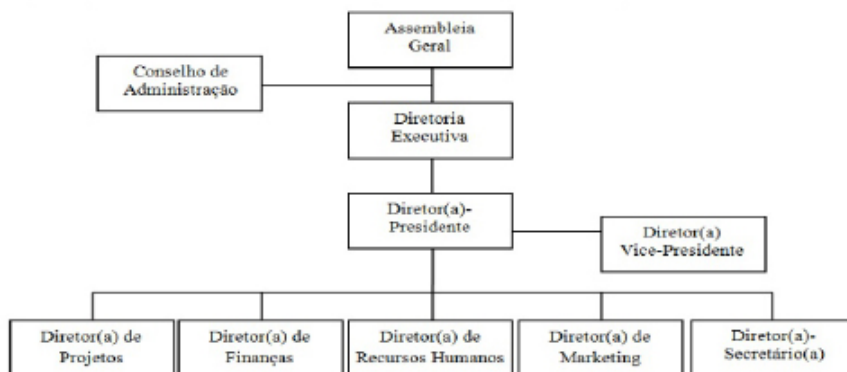 Assembleia
Geral
Conselho de
Administração
Diretoria
Executiva
Diretor(a)-
Presidente
Diretor(a)
Vice-Presidente
Diretor(a) de
Projetos
Diretor(a) de
Finanças
Diretor(a) de
Recursos Humanos
Diretor(a) de
Marketing
Diretor(a)-
Secretário(a)